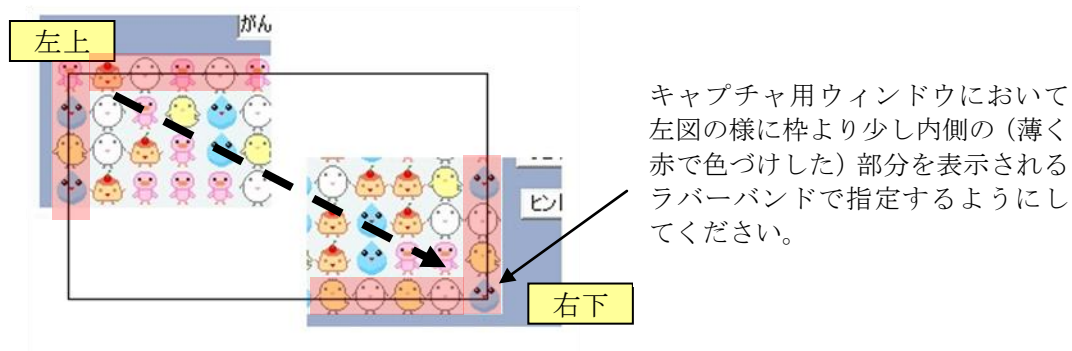 がん
左上
キャプチャ用ウィンドウにおいて
左図の様に枠より少し内側の（薄く
赤で色づけした）部分を表示される
ラバーバンドで指定するようにし
てください。
ヒント
右下